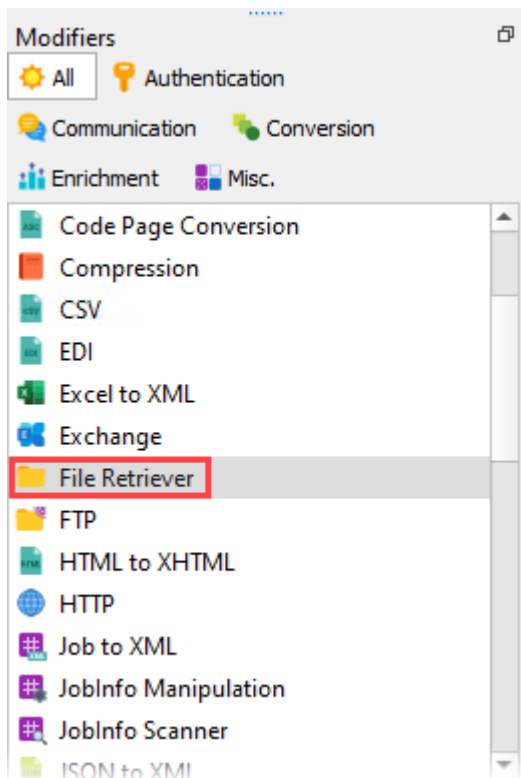 Modifiers
All Authentication
Communication Conversion
Enrichment Misc.
Code Page Conversion
Compression
CSV
EDI
Excel to XML
Exchange
File Retriever
FTP
HTML to XHTML
HTTP
Job to XML
JobInfo Manipulation
JobInfo Scanner
JSON to XML